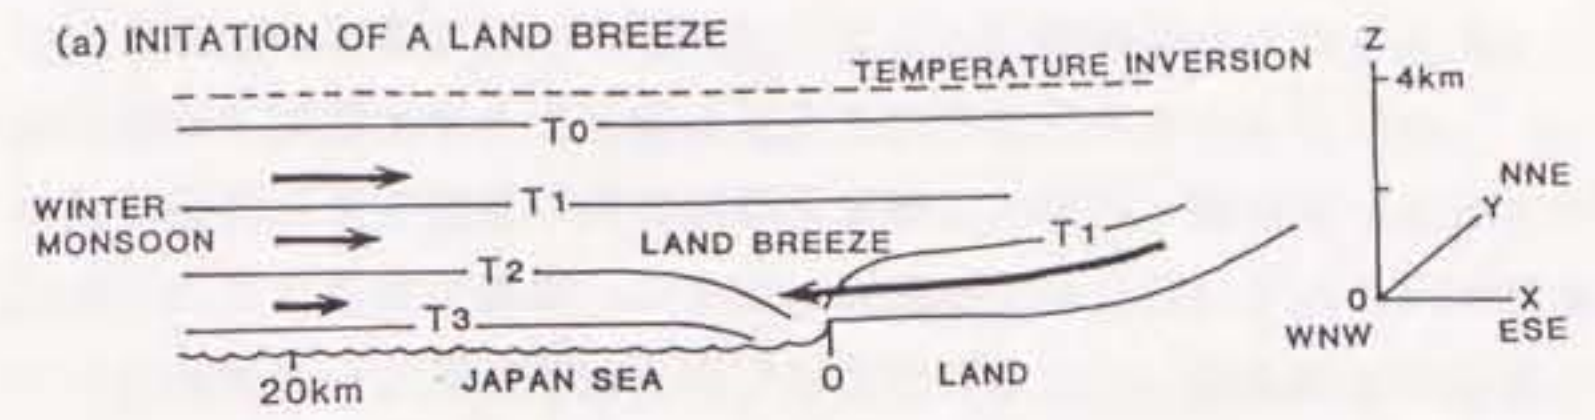 (a) INITATION OF A LAND BREEZE
TEMPERATURE INVERSION
Z
4km
T0
WINTER
MONSOON
T1
LAND BREEZE
T1
NNE
Y
T2
T3
0
X
WNW
ESE
20km
JAPAN SEA
0
LAND